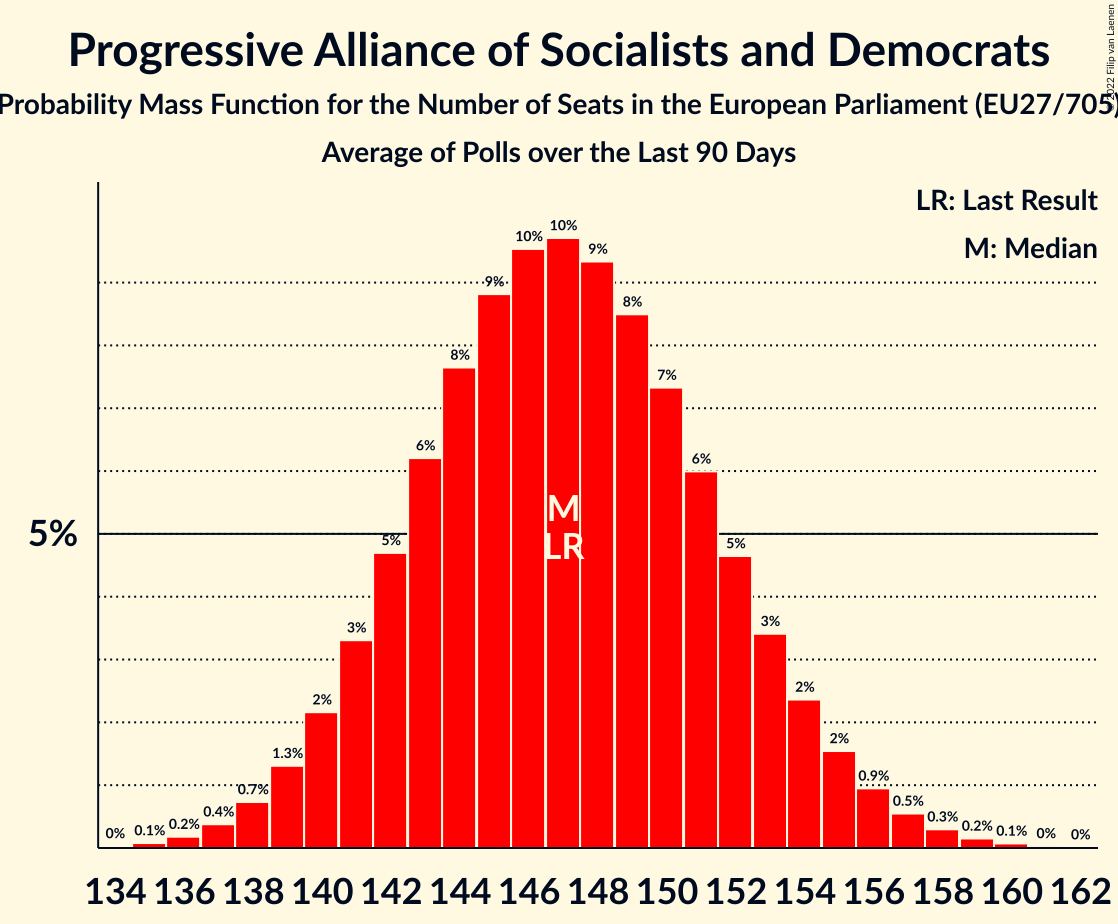 Progressive Alliance of Socialists and Democrats
Probability Mass Function for the Number of Seats in the European Parliament (EU27/705)
Average of Polls over the Last 90 Days
© 2022 Filip van Laenen
LR: Last Result
M: Median
5%
0% 0.1% 0.2% 0.4% 0.7% 1.3% 2% 3% 5% 6% 8% 9% 10% 10% 9% 8% 7% 6% 5% 3% 2% 2% 0.9% 0.5% 0.3% 0.2% 0.1% 0% 0%
M
LR
134 136 138 140 142 144 146 148 150 152 154 156 158 160 162